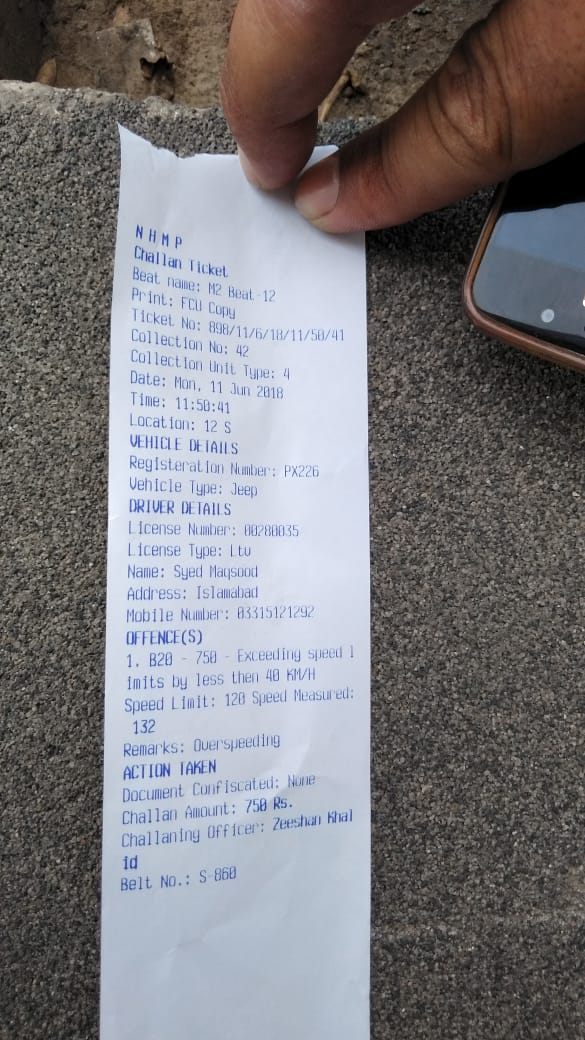 N H M P
Challan Ticket
Beat name: M2 Beat-12
Print: FCU Copy
Ticket No: 898/11/6/18/11/50/41
Collection No: 42
Collection Unit Type: 4
Date: Mon, 11 Jun 2018
Time: 11:50:41
Location: 12 S
VEHICLE DETAILS
Registeration Number: PX226
Vehicle Type: Jeep
DRIVER DETAILS
License Number: 00280035
License Type: Ltv
Name: Syed Maqsood
Address: Islamabad
Mobile Number: 03315121292
OFFENCE(S)
1. B20 - 750 - Exceeding speed l
imits by less then 40 KM/H
Speed Limit: 120 Speed Measured:
132
Remarks: Overspeeding
ACTION TAKEN
Document Confiscated: None
Challan Amount: 750 Rs.
Challaning Officer: Zeeshan Khal
id
Belt No.: S-860